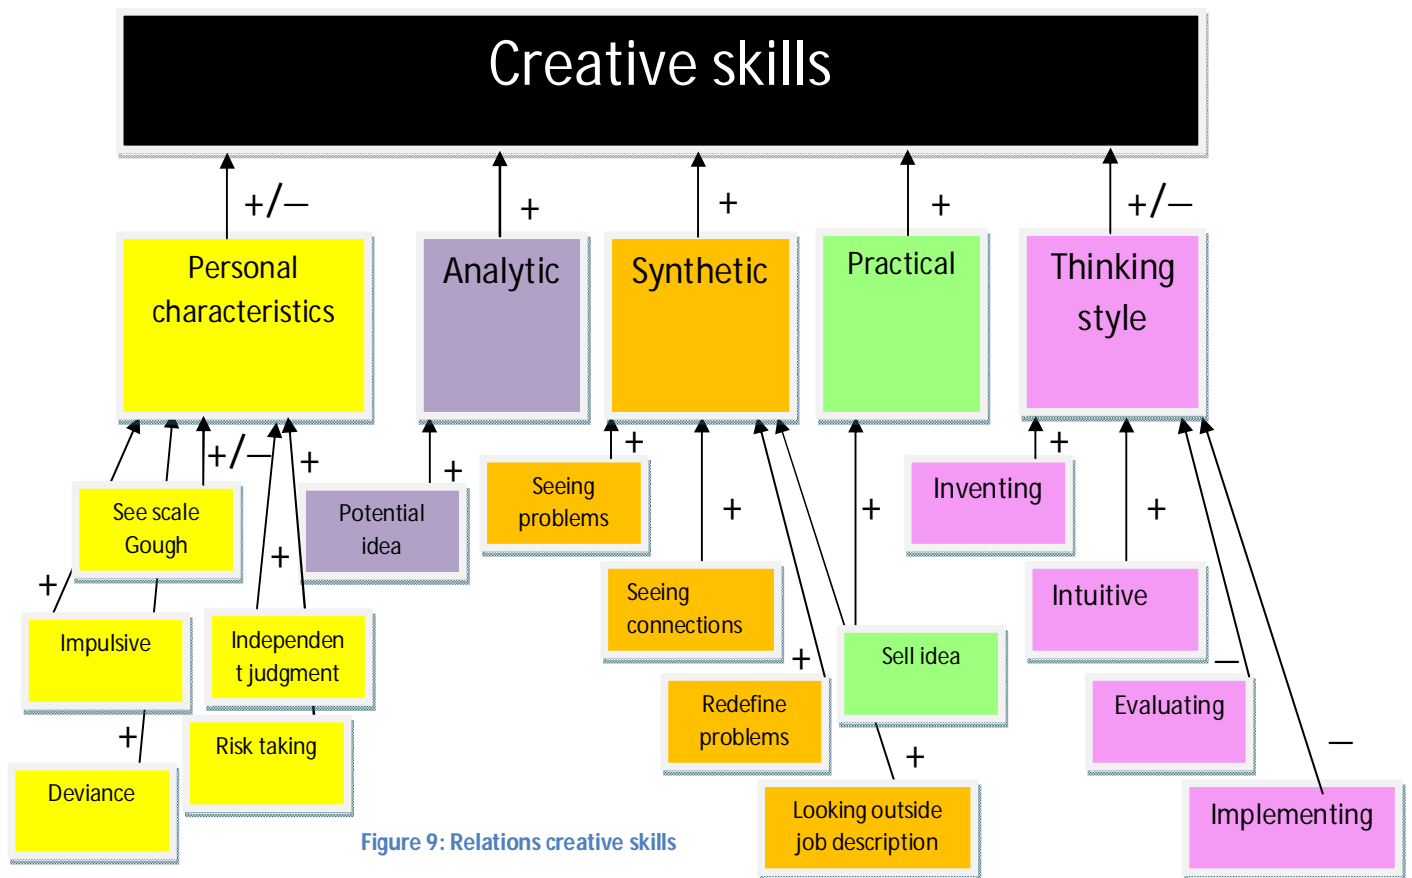 Creative skills
+/−
+
+
+
+/−
Personal
characteristics
Analytic
Synthetic
Practical
Thinking
style
+/−
+
+
+
+
+
+
+
See scale
Gough
Potential
idea
Seeing
problems
Inventing
+
+
Seeing
connections
Intuitive
Impulsive
Independen
t judgment
Sell idea
+
−
Redefine
problems
Evaluating
+
Risk taking
+
−
Deviance
Looking outside
job description
Implementing
Figure 9: Relations creative skills